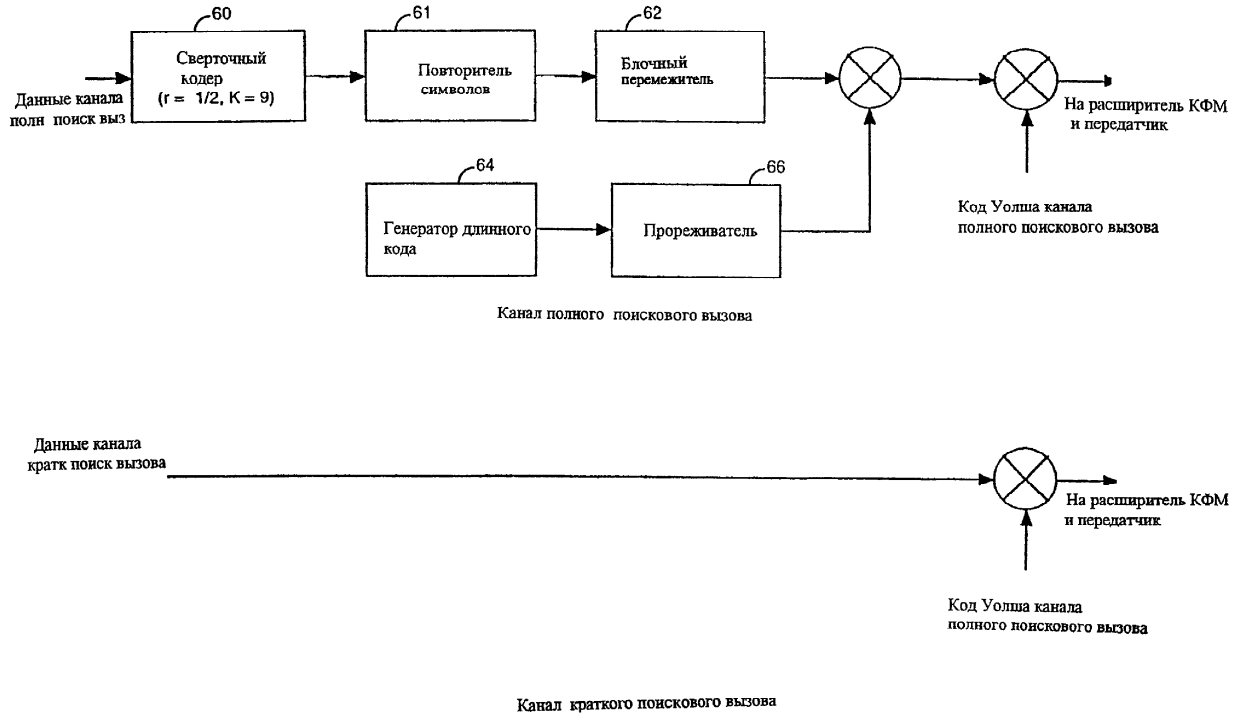 60
61
62
Сверточный
кодер
(r = 1/2, K = 9)
Повторитель
символов
Блочный
перемежитель
Данные канала
полн поиск выз
На расширитель КФМ
и передатчик
64
66
Генератор длинного
кода
Прореживатель
Код Уолша канала
полного поискового вызова
Канал полного поискового вызова
Данные канала
кратк поиск вызова
На расширитель КФМ
и передатчик
Код Уолша канала
полного поискового вызова
Канал краткого поискового вызова